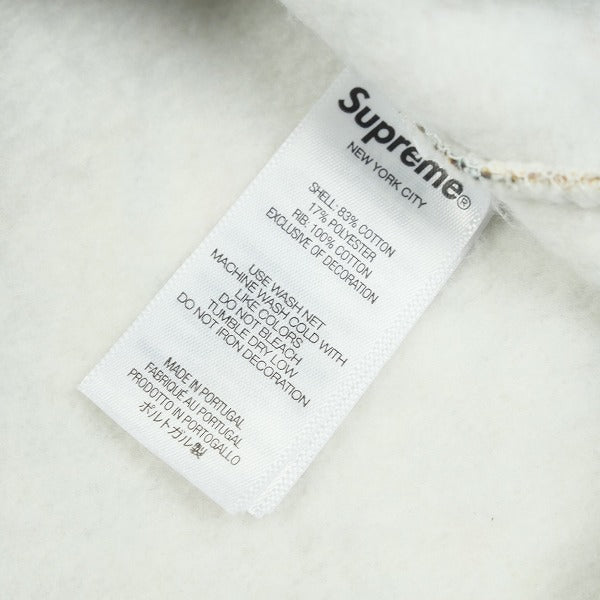 Supreme®
NEW YORK CITY
SHELL: 83% COTTON
17% POLYESTER
RIB: 100% COTTON
EXCLUSIVE OF DECORATION
USE WASH NET
MACHINE WASH COLD WITH
LIKE COLORS
DO NOT BLEACH
TUMBLE DRY LOW
DO NOT IRON DECORATION
MADE IN PORTUGAL
FABRIQUÉ AU PORTUGAL
PRODOTTO IN PORTOGALLO
ポルトガル製